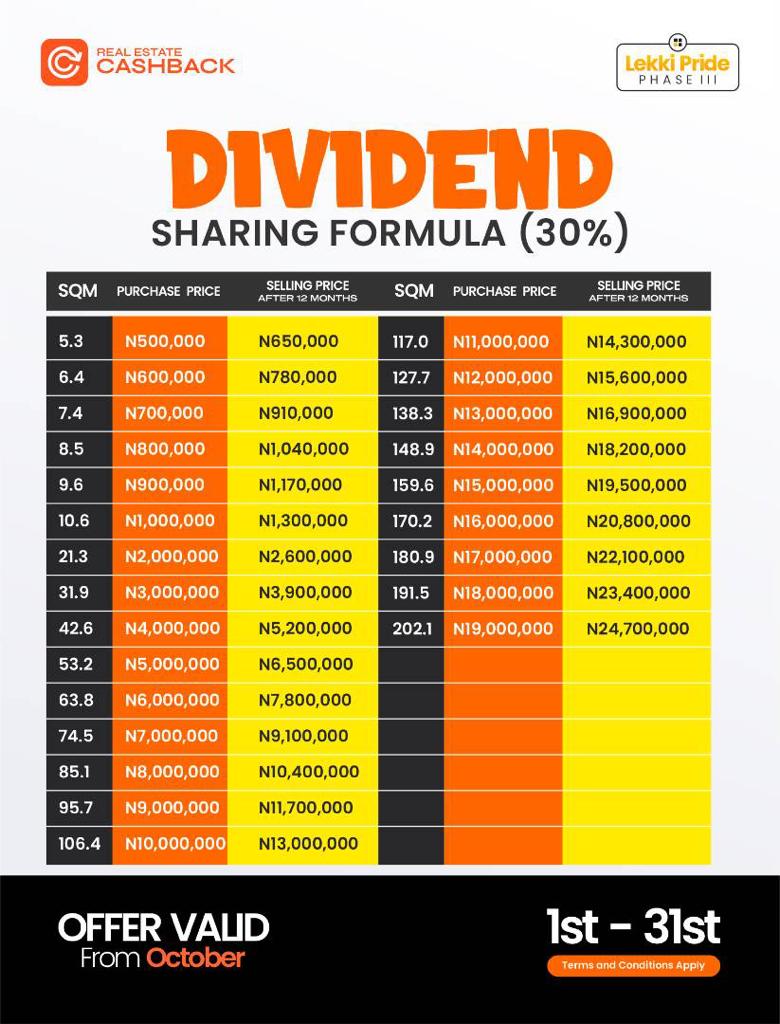 REAL ESTATE
CASHBACK
Lekki Pride
PHASE III
DIVIDEND
SHARING FORMULA (30%)
SQM PURCHASE PRICE SELLING PRICE AFTER 12 MONTHS SQM PURCHASE PRICE SELLING PRICE AFTER 12 MONTHS
5.3 N500,000 N650,000 117.0 N11,000,000 N14,300,000
6.4 N600,000 N780,000 127.7 N12,000,000 N15,600,000
7.4 N700,000 N910,000 138.3 N13,000,000 N16,900,000
8.5 N800,000 N1,040,000 148.9 N14,000,000 N18,200,000
9.6 N900,000 N1,170,000 159.6 N15,000,000 N19,500,000
10.6 N1,000,000 N1,300,000 170.2 N16,000,000 N20,800,000
21.3 N2,000,000 N2,600,000 180.9 N17,000,000 N22,100,000
31.9 N3,000,000 N3,900,000 191.5 N18,000,000 N23,400,000
42.6 N4,000,000 N5,200,000 202.1 N19,000,000 N24,700,000
53.2 N5,000,000 N6,500,000
63.8 N6,000,000 N7,800,000
74.5 N7,000,000 N9,100,000
85.1 N8,000,000 N10,400,000
95.7 N9,000,000 N11,700,000
106.4 N10,000,000 N13,000,000
OFFER VALID
From October
1st - 31st
Terms and Conditions Apply